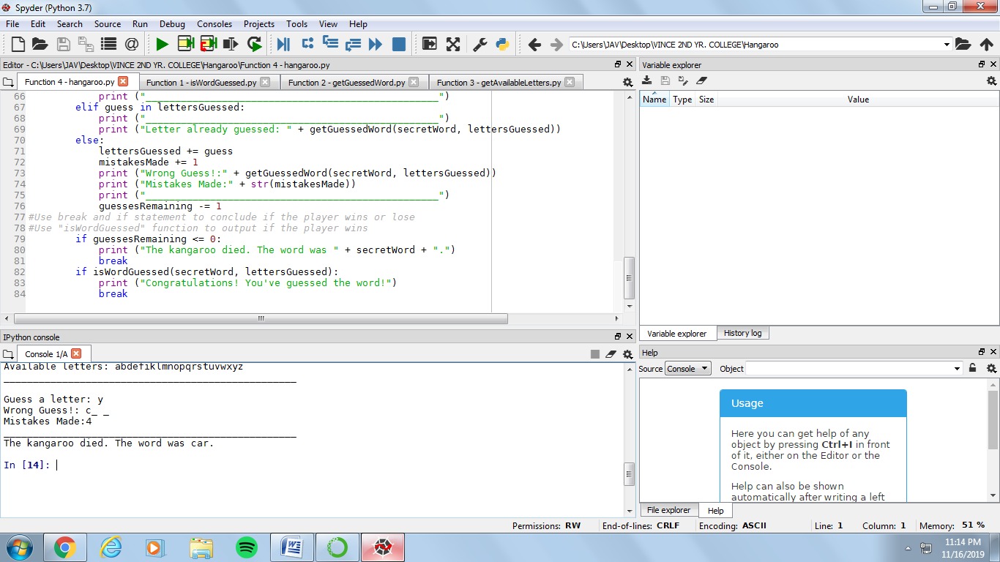 Spyder (Python 3.7)
File Edit Search Source Run Debug Consoles Projects Tools View Help
C:\Users\JAV\Desktop\VINCE 2ND YR. COLLEGE\Hangaroo
Editor - C:\Users\JAV\Desktop\VINCE 2ND YR. COLLEGE\Hangaroo\Function 4 - hangaroo.py
Function 4 - hangaroo.py Function 1 - isWordGuessed.py Function 2 - getGuessedWord.py Function 3 - getAvailableLetters.py
66 print ("__________________________________________________")
67 elif guess in lettersGuessed:
68 print ("__________________________________________________")
69 print ("Letter already guessed: " + getGuessedWord(secretWord, lettersGuessed))
70 else:
71 lettersGuessed += guess
72 mistakesMade += 1
73 print ("Wrong Guess!:" + getGuessedWord(secretWord, lettersGuessed))
74 print ("Mistakes Made:" + str(mistakesMade))
75 print ("__________________________________________________")
76 guessesRemaining -= 1
77 #Use break and if statement to conclude if the player wins or lose
78 #Use "isWordGuessed" function to output if the player wins
79 if guessesRemaining <= 0:
80 print ("The kangaroo died. The word was " + secretWord + ".")
81 break
82 if isWordGuessed(secretWord, lettersGuessed):
83 print ("Congratulations! You've guessed the word!")
84 break
IPython console
Console 1/A
Available letters: abdefiklmnopqrstuvwxyz
__________________________________________________
Guess a letter: y
Wrong Guess!: c_ _
Mistakes Made:4
__________________________________________________
The kangaroo died. The word was car.
In [14]:
Variable explorer
Name Type Size Value
Variable explorer History log
Help
Source Console Object
Usage
Here you can get help of any
object by pressing Ctrl+I in front
of it, either on the Editor or the
Console.
Help can also be shown
automatically after writing a left
File explorer Help
Permissions: RW End-of-lines: CRLF Encoding: ASCII Line: 1 Column: 1 Memory: 51 %
11:14 PM
11/16/2019